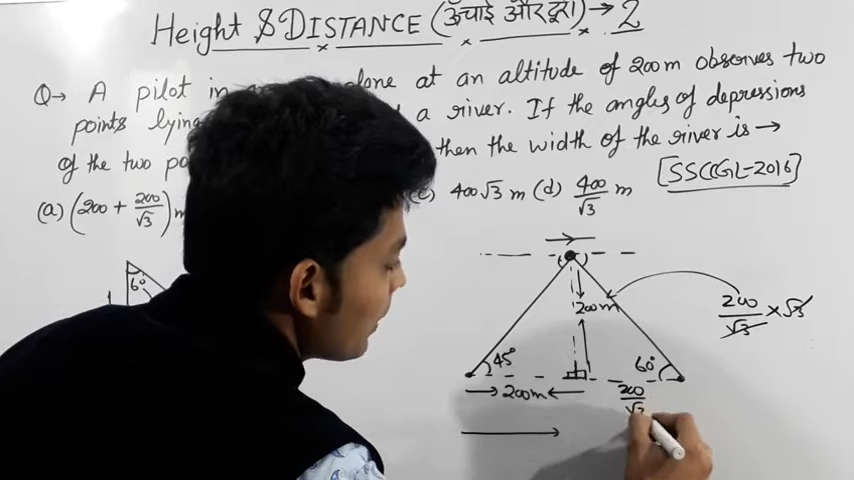 Height & DISTANCE (ऊँचाई और दूरी) → 2
Q→ A pilot in an lane at an altitude of 200m observes two
points lying a river. If the angles of depressions
of the two po then the width of the river is →
[SSC CGL-2016]
(a) (200 + 200/√3) m (c) 400√3 m (d) 400/√3 m
60°
200m
200/√3 × √3
45° 60°
200m 200/√3